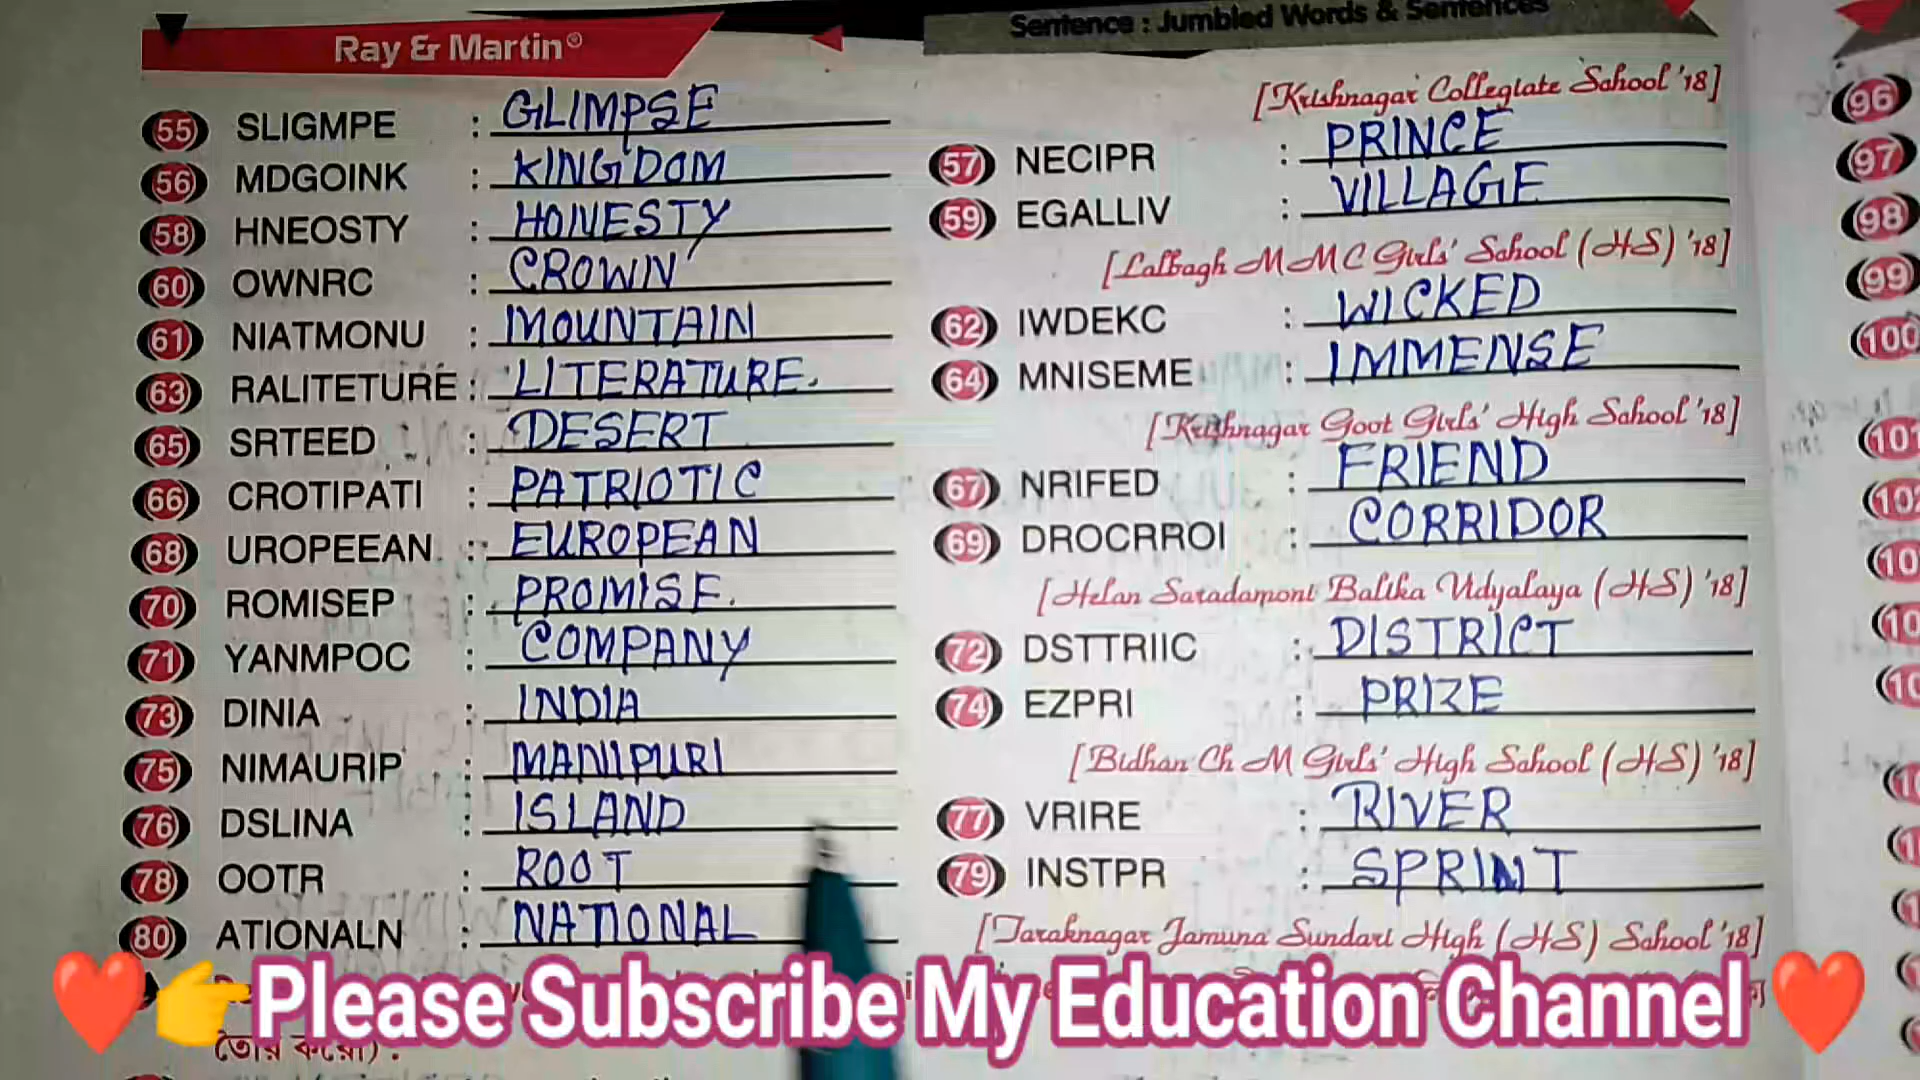 Ray & Martin®
Sentence : Jumbled Words & Sentences
[Krishnagar Collegiate School '18]
55 SLIGMPE : GLIMPSE
56 MDGOINK : KINGDOM
57 NECIPR : PRINCE
58 HNEOSTY : HONESTY
59 EGALLIV : VILLAGE
60 OWNRC : CROWN
[Lalbagh M M C Girls' School (HS) '18]
61 NIATMONU : MOUNTAIN
62 IWDEKC : WICKED
63 RALITETURE : LITERATURE.
64 MNISEME : IMMENSE
[Krishnagar Govt Girls' High School '18]
65 SRTEED : DESERT
66 CROTIPATI : PATRIOTIC
67 NRIFED : FRIEND
68 UROPEEAN : EUROPEAN
69 DROCRROI : CORRIDOR
[Helan Saradamoni Balika Vidyalaya (HS) '18]
70 ROMISEP : PROMISE.
71 YANMPOC : COMPANY
72 DSTTRIIC : DISTRICT
73 DINIA : INDIA
74 EZPRI : PRIZE
[Bidhan Ch M Girls' High School (HS) '18]
75 NIMAURIP : MANIPURI
76 DSLINA : ISLAND
77 VRIRE : RIVER
78 OOTR : ROOT
79 INSTPR : SPRINT
80 ATIONALN : NATIONAL
[Taraknagar Jamuna Sundari High (HS) School '18]
96
97
98
99
100
❤️👉Please Subscribe My Education Channel ❤️
তৈরি করো) :